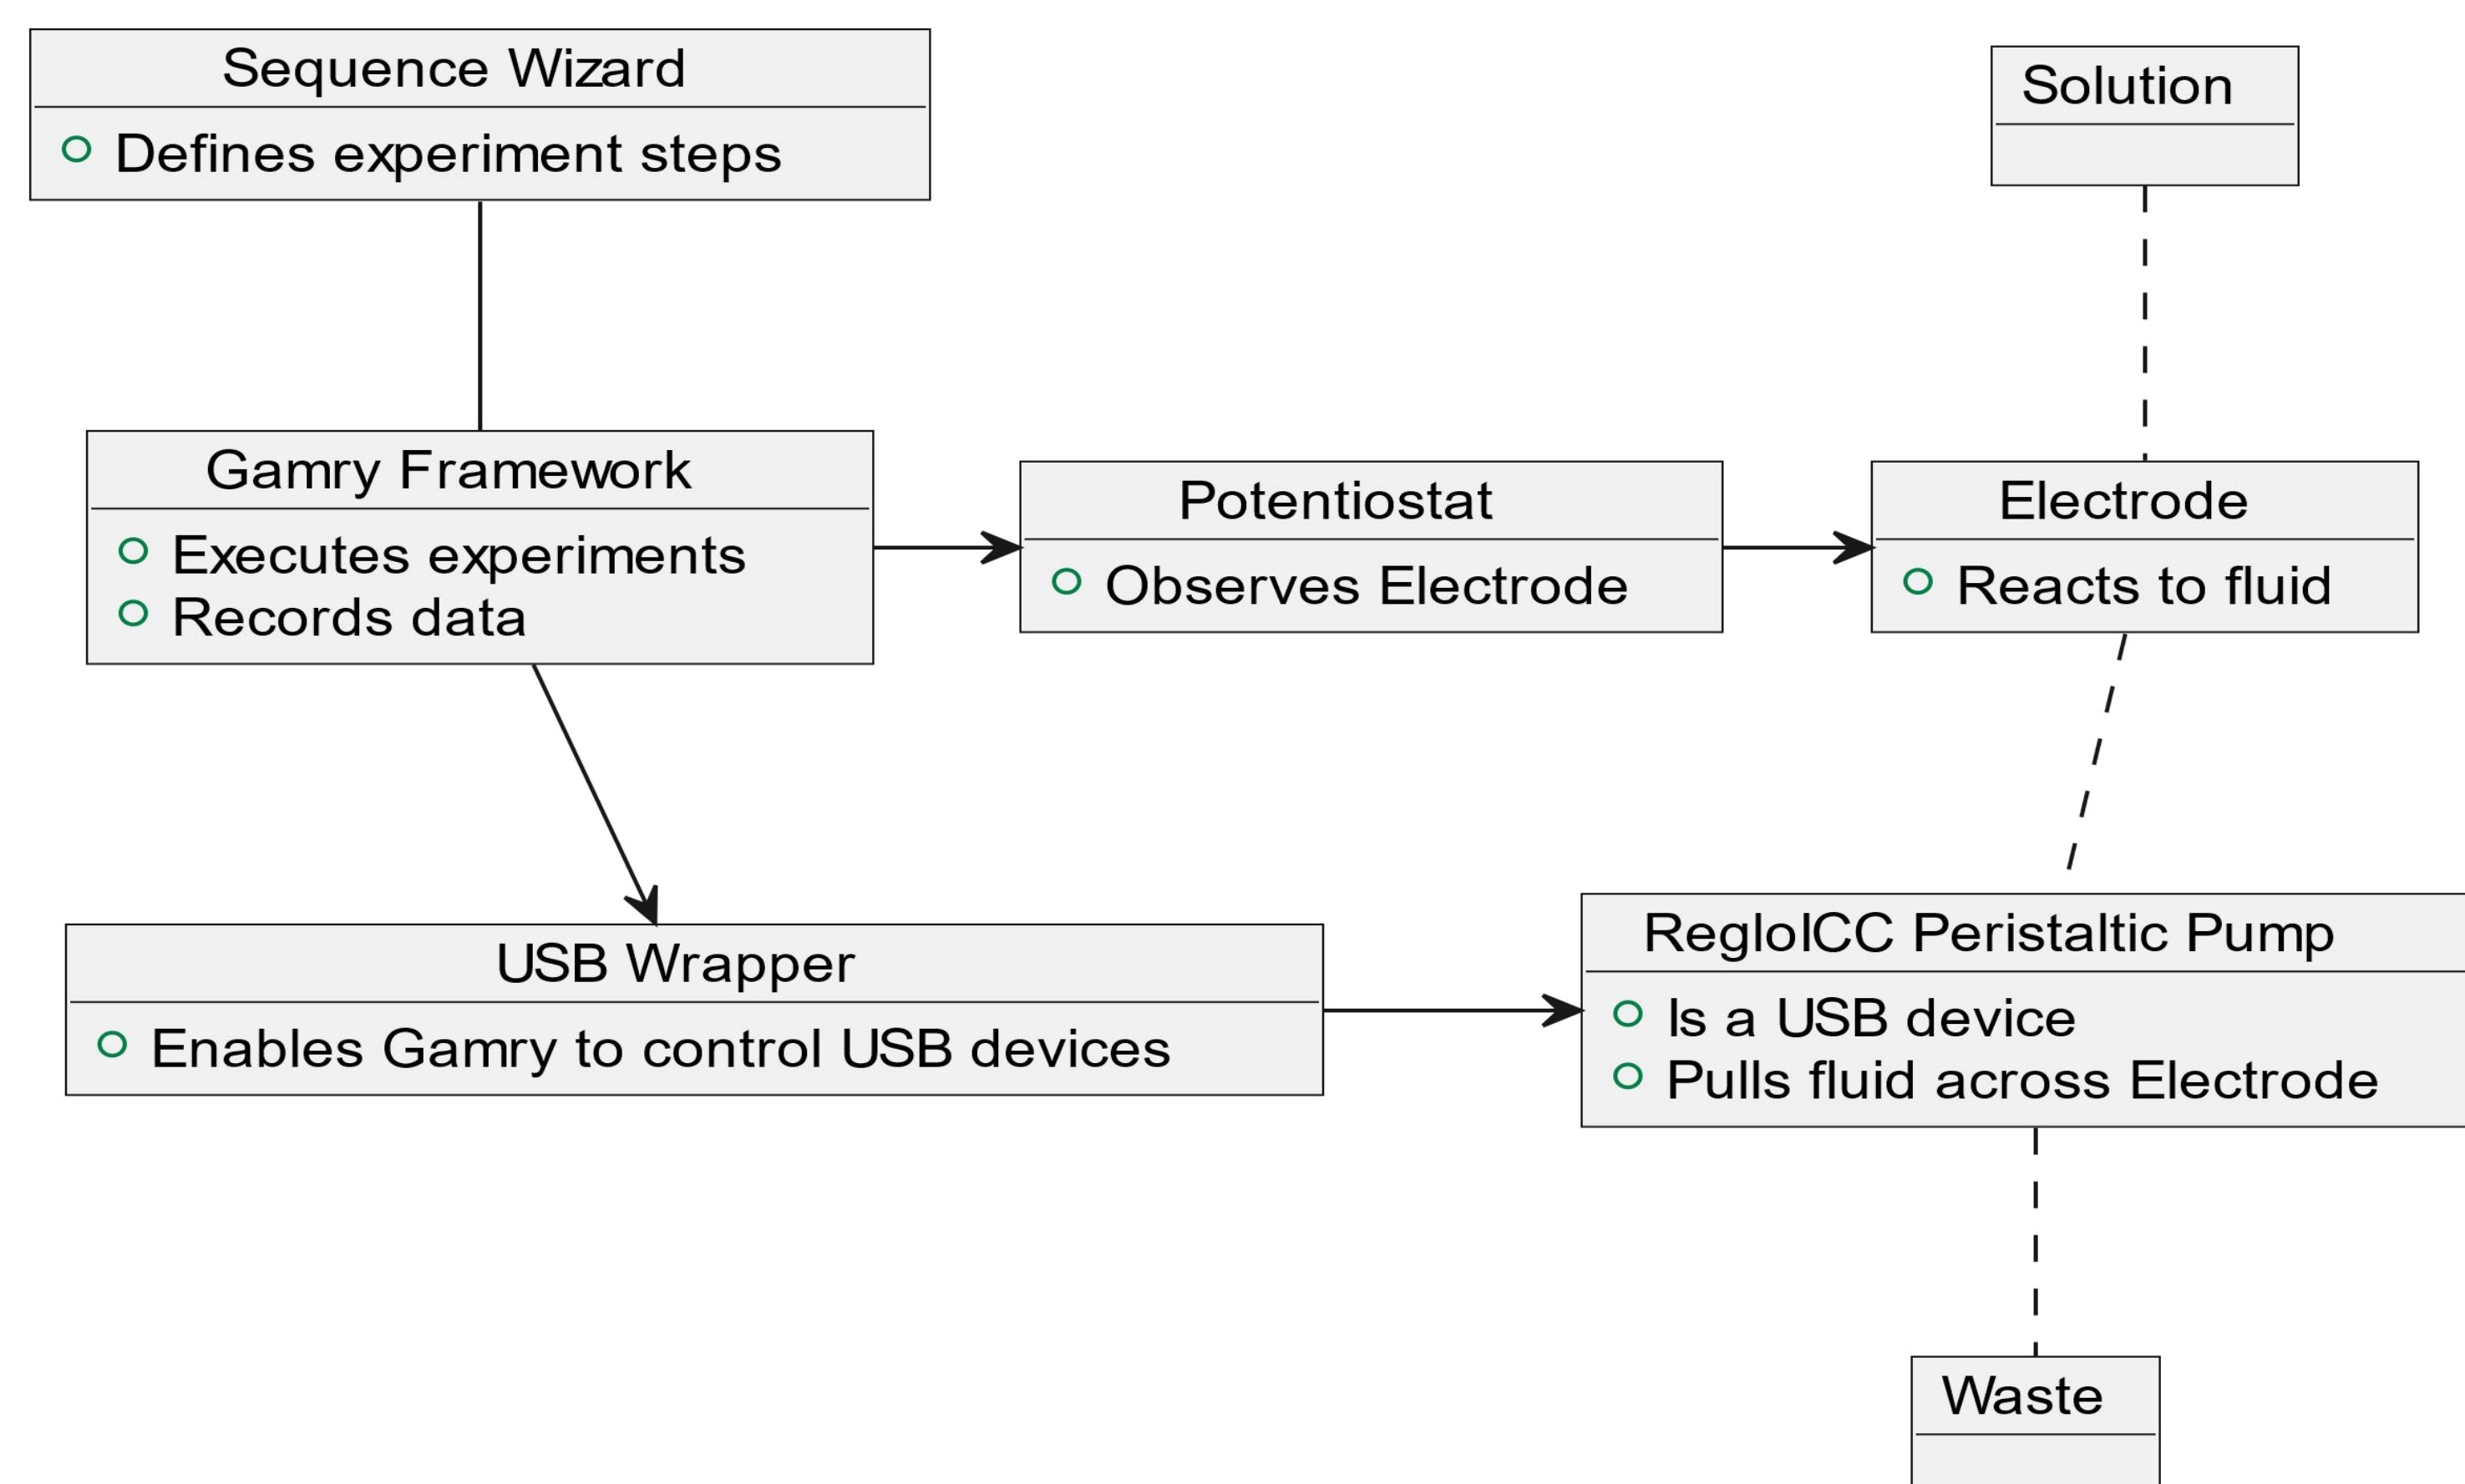 Sequence Wizard
Defines experiment steps
Solution
Gamry Framework
Executes experiments
Records data
Potentiostat
Observes Electrode
Electrode
Reacts to fluid
USB Wrapper
Enables Gamry to control USB devices
RegloICC Peristaltic Pump
Is a USB device
Pulls fluid across Electrode
Waste